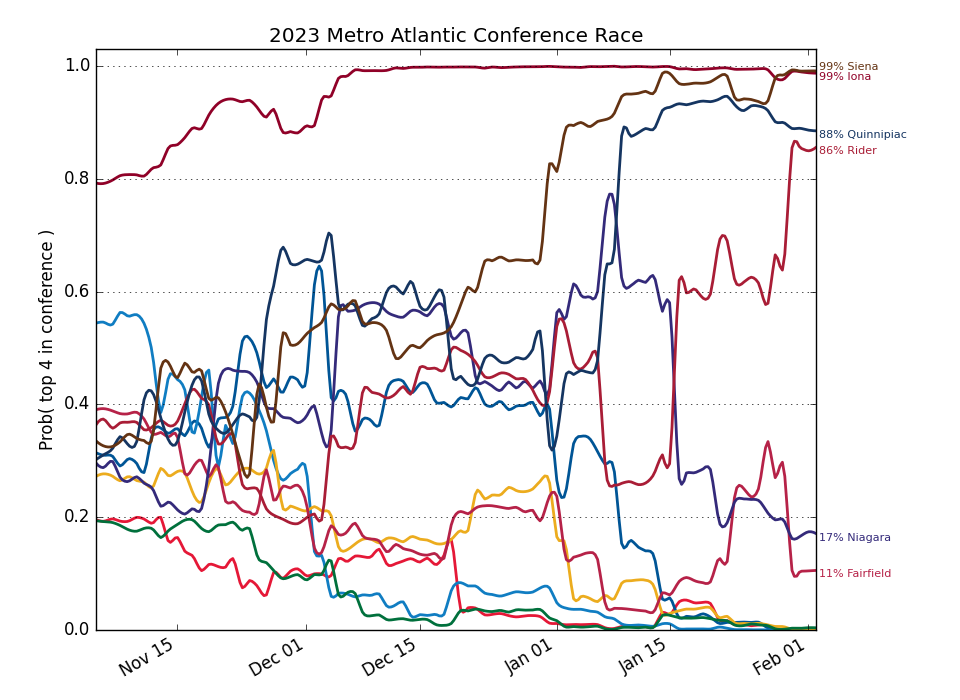 2023 Metro Atlantic Conference Race
Prob( top 4 in conference )
1.0
0.8
0.6
0.4
0.2
0.0
99% Siena
99% Iona
88% Quinnipiac
86% Rider
17% Niagara
11% Fairfield
Nov 15
Dec 01
Dec 15
Jan 01
Jan 15
Feb 01